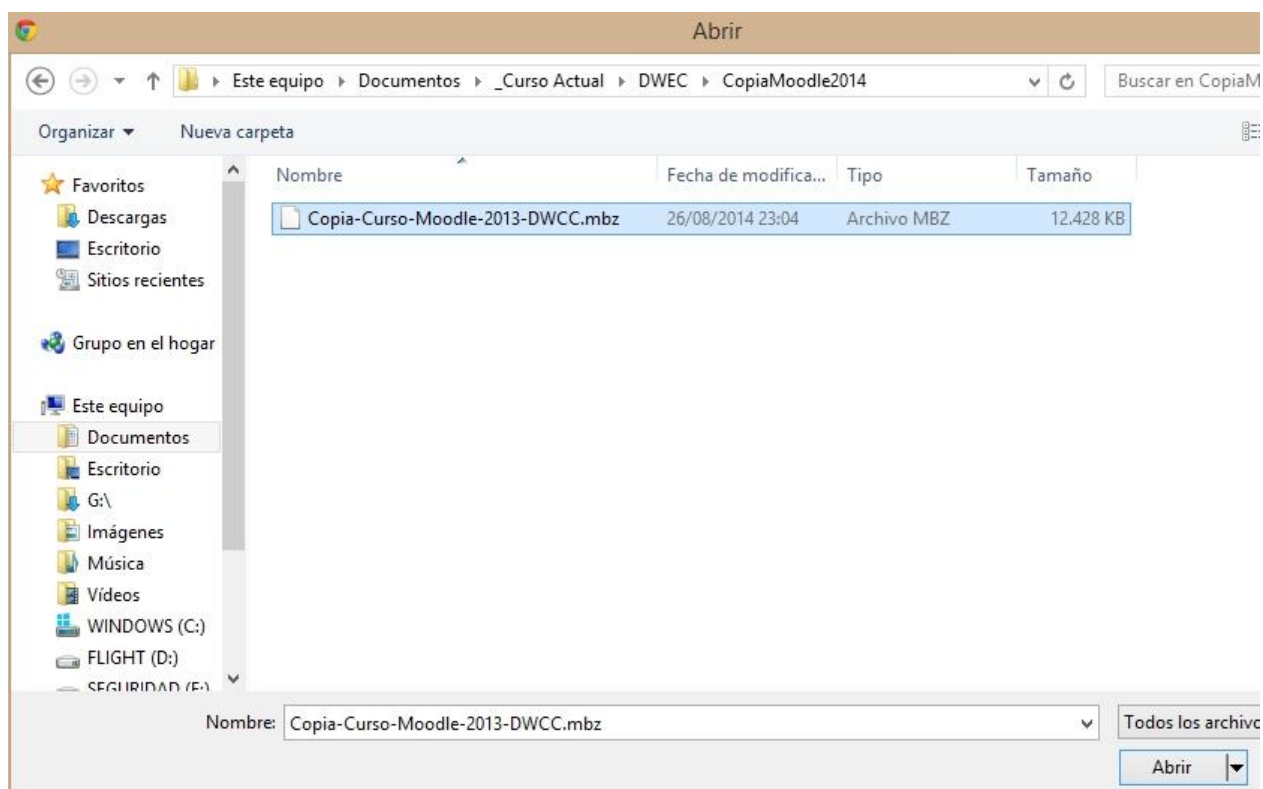 Abrir
Este equipo Documentos _Curso Actual DWEC CopiaMoodle2014
Buscar en CopiaM
Organizar Nueva carpeta
Nombre Fecha de modifica... Tipo Tamaño
Copia-Curso-Moodle-2013-DWCC.mbz 26/08/2014 23:04 Archivo MBZ 12.428 KB
Favoritos
Descargas
Escritorio
Sitios recientes
Grupo en el hogar
Este equipo
Documentos
Escritorio
G:\
Imágenes
Música
Vídeos
WINDOWS (C:)
FLIGHT (D:)
SEGURIDAD (E:)
Nombre: Copia-Curso-Moodle-2013-DWCC.mbz Todos los archivo
Abrir